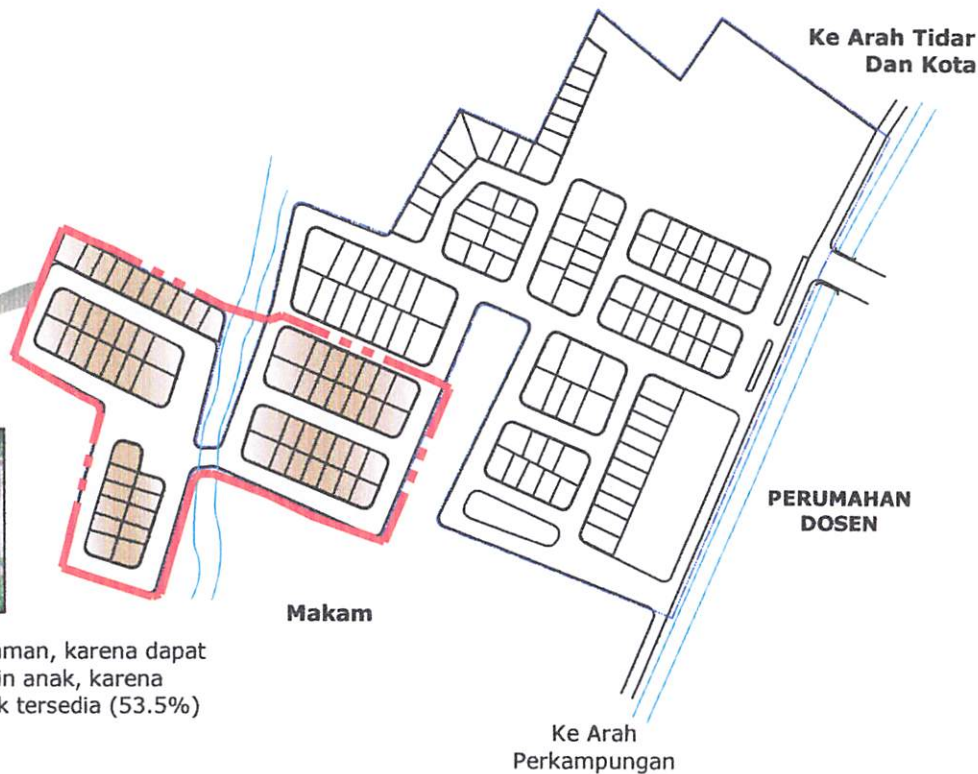 Ke Arah Tidar
Dan Kota
PERUMAHAN
DOSEN
Makam
aman, karena dapat
in anak, karena
k tersedia (53.5%)
Ke Arah
Perkampungan